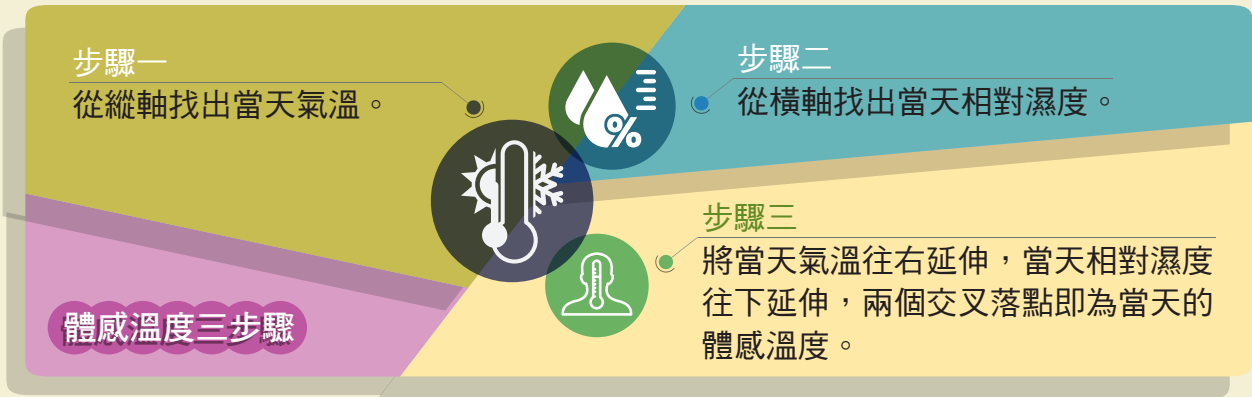 步驟一
從縱軸找出當天氣溫。
步驟二
從橫軸找出當天相對濕度。
%
步驟三
將當天氣溫往右延伸，當天相對濕度
往下延伸，兩個交叉落點即為當天的
體感溫度。
體感溫度三步驟